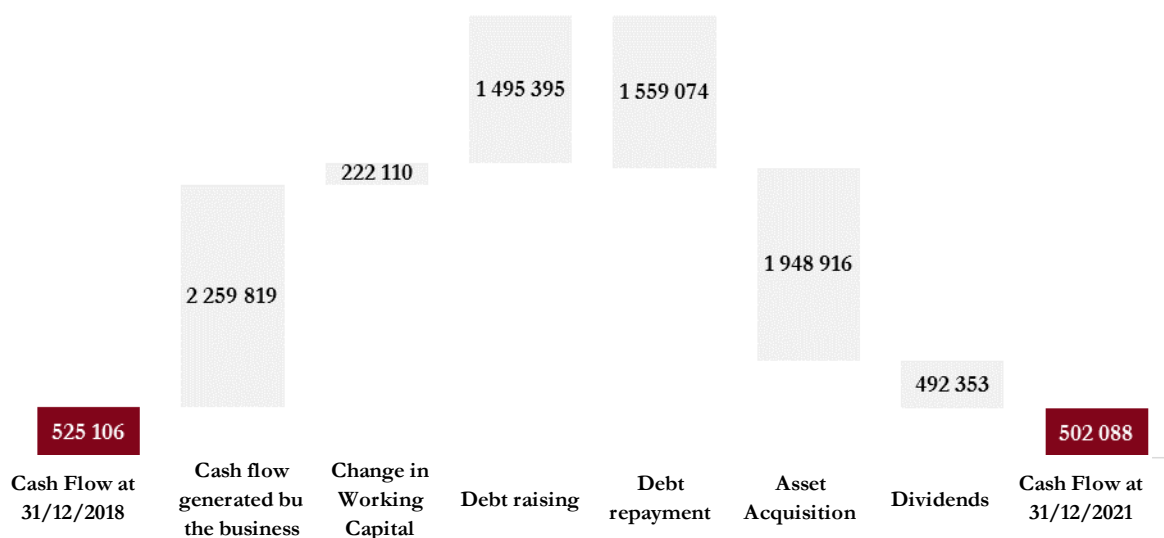 1 495 395
1 559 074
222 110
1 948 916
2 259 819
492 353
525 106
502 088
Cash Flow at
31/12/2018
Cash flow
generated bu
the business
Change in
Working
Capital
Debt raising
Debt
repayment
Asset
Acquisition
Dividends
Cash Flow at
31/12/2021